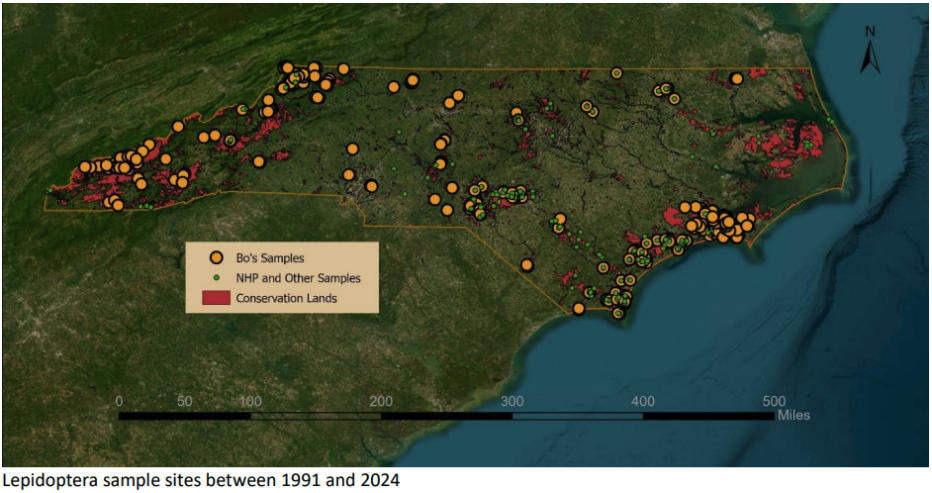 N
Bo's Samples
NHP and Other Samples
Conservation Lands
0 50 100 200 300 400 500
Miles
Lepidoptera sample sites between 1991 and 2024